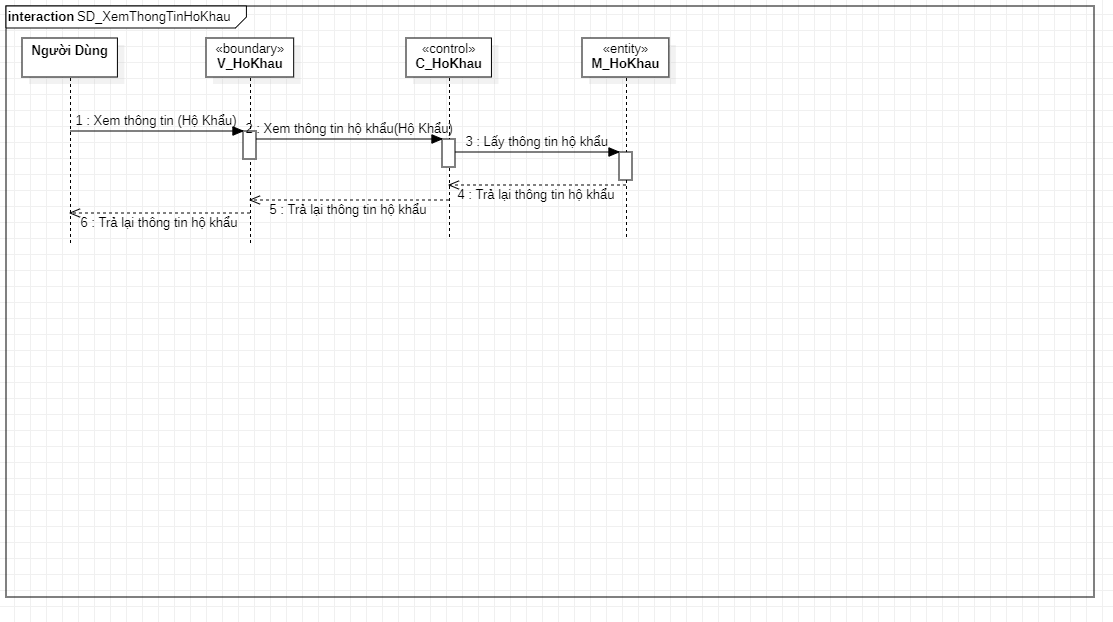 interaction SD_XemThongTinHoKhau
Người Dùng
«boundary»
V_HoKhau
«control»
C_HoKhau
«entity»
M_HoKhau
1 : Xem thông tin (Hộ Khẩu)
2 : Xem thông tin hộ khẩu(Hộ Khẩu)
3 : Lấy thông tin hộ khẩu
4 : Trả lại thông tin hộ khẩu
5 : Trả lại thông tin hộ khẩu
6 : Trả lại thông tin hộ khẩu